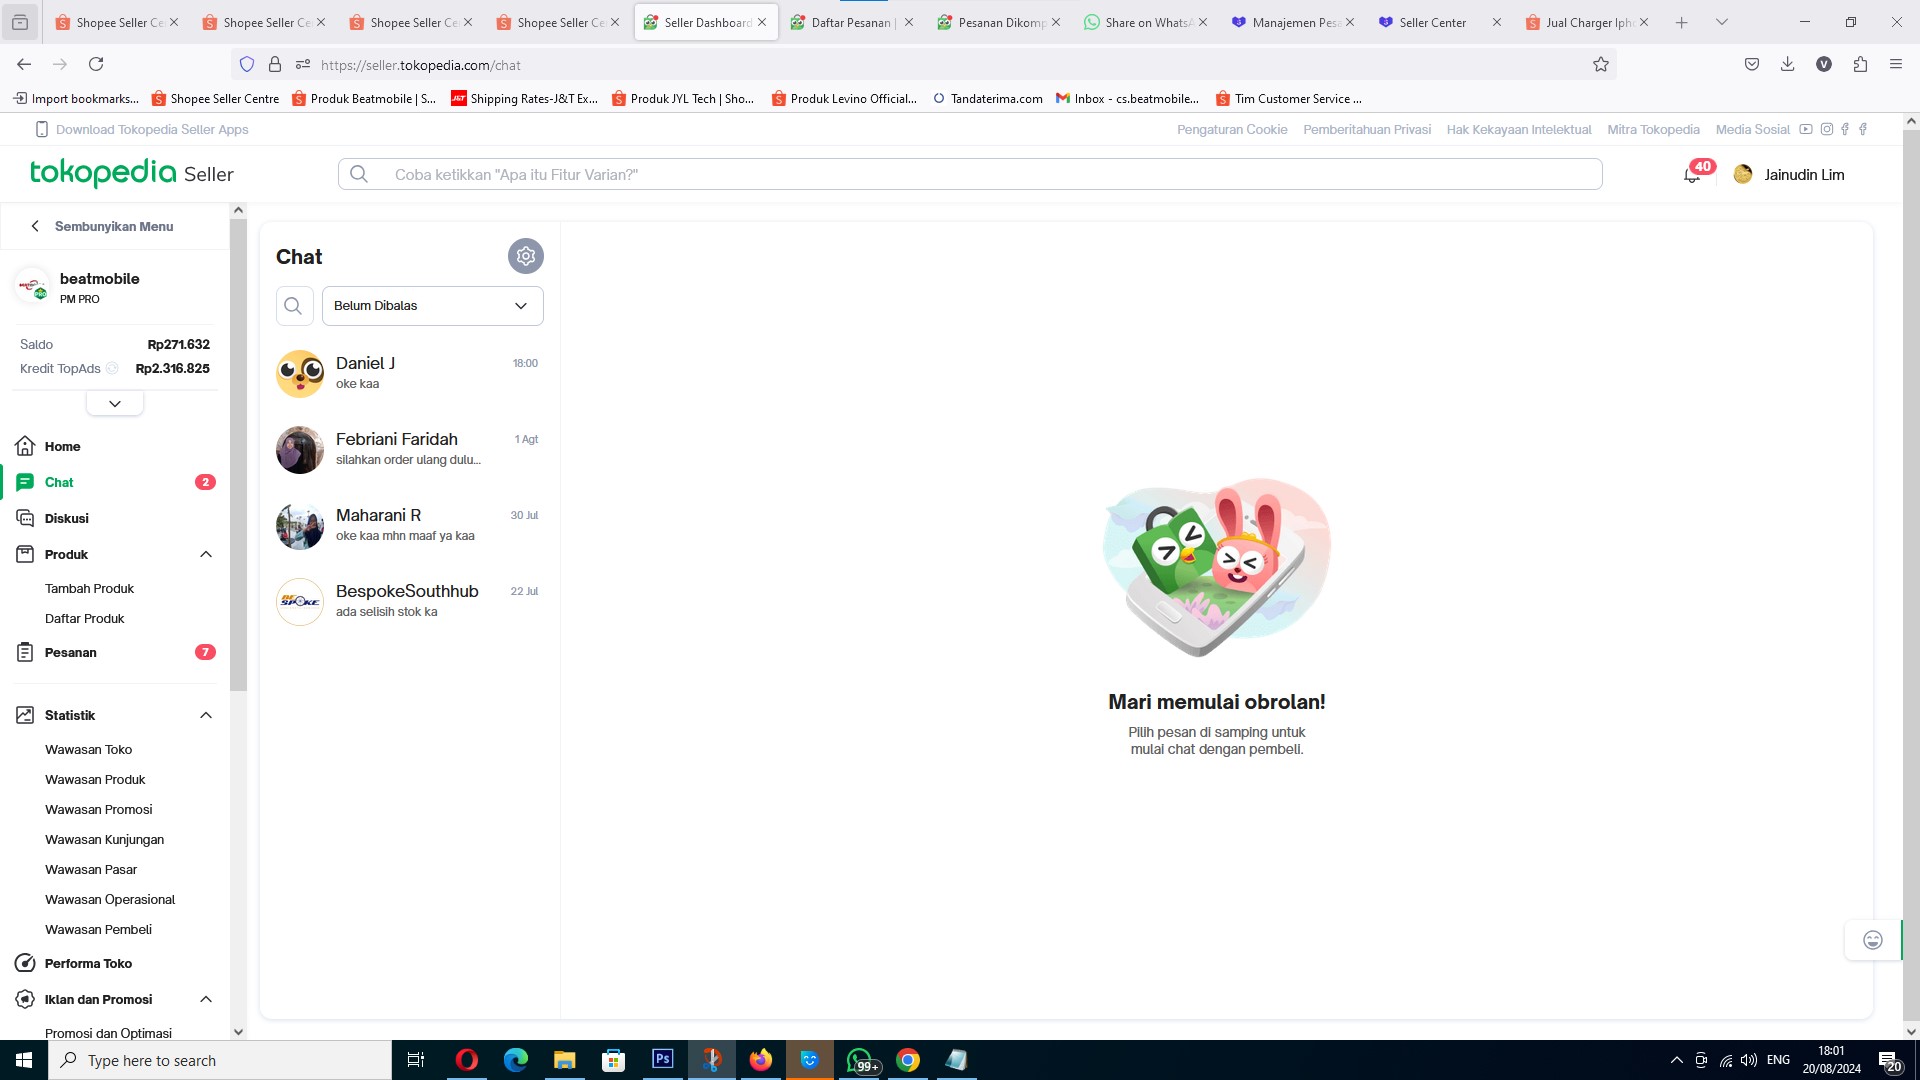 Shopee Seller Ce
Shopee Seller Ce
Shopee Seller Ce
Shopee Seller Ce
Seller Dashboard
Daftar Pesanan |
Pesanan Dikomp
Share on WhatsA
Manajemen Pesa
Seller Center
Jual Charger Ipho
https://seller.tokopedia.com/chat
V
Import bookmarks...
Shopee Seller Centre
Produk Beatmobile | S...
Shipping Rates-J&T Ex...
Produk JYL Tech | Sho...
Produk Levino Official...
Tandaterima.com
Inbox - cs.beatmobile...
Tim Customer Service ...
Download Tokopedia Seller Apps
Pengaturan Cookie
Pemberitahuan Privasi
Hak Kekayaan Intelektual
Mitra Tokopedia
Media Sosial
tokopedia Seller
Coba ketikkan "Apa itu Fitur Varian?"
40
Jainudin Lim
Sembunyikan Menu
beatmobile
PM PRO
Saldo
Rp271.632
Kredit TopAds
Rp2.316.825
Home
Chat
2
Diskusi
Produk
Tambah Produk
Daftar Produk
Pesanan
7
Statistik
Wawasan Toko
Wawasan Produk
Wawasan Promosi
Wawasan Kunjungan
Wawasan Pasar
Wawasan Operasional
Wawasan Pembeli
Performa Toko
Iklan dan Promosi
Promosi dan Optimasi
Chat
Belum Dibalas
Daniel J
18:00
oke kaa
Febriani Faridah
1 Agt
silahkan order ulang dulu...
Maharani R
30 Jul
oke kaa mhn maaf ya kaa
BE SPOKE
BespokeSouthhub
22 Jul
ada selisih stok ka
Mari memulai obrolan!
Pilih pesan di samping untuk
mulai chat dengan pembeli.
Type here to search
Ps
99+
ENG
18:01
20/08/2024
20